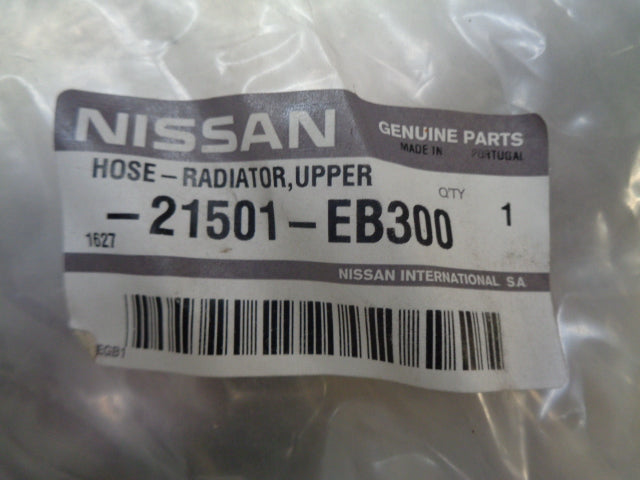 NISSAN GENUINE PARTS
MADE IN PORTUGAL
HOSE-RADIATOR,UPPER
QTY
-21501-EB300 1
1627
NISSAN INTERNATIONAL SA
EGB1